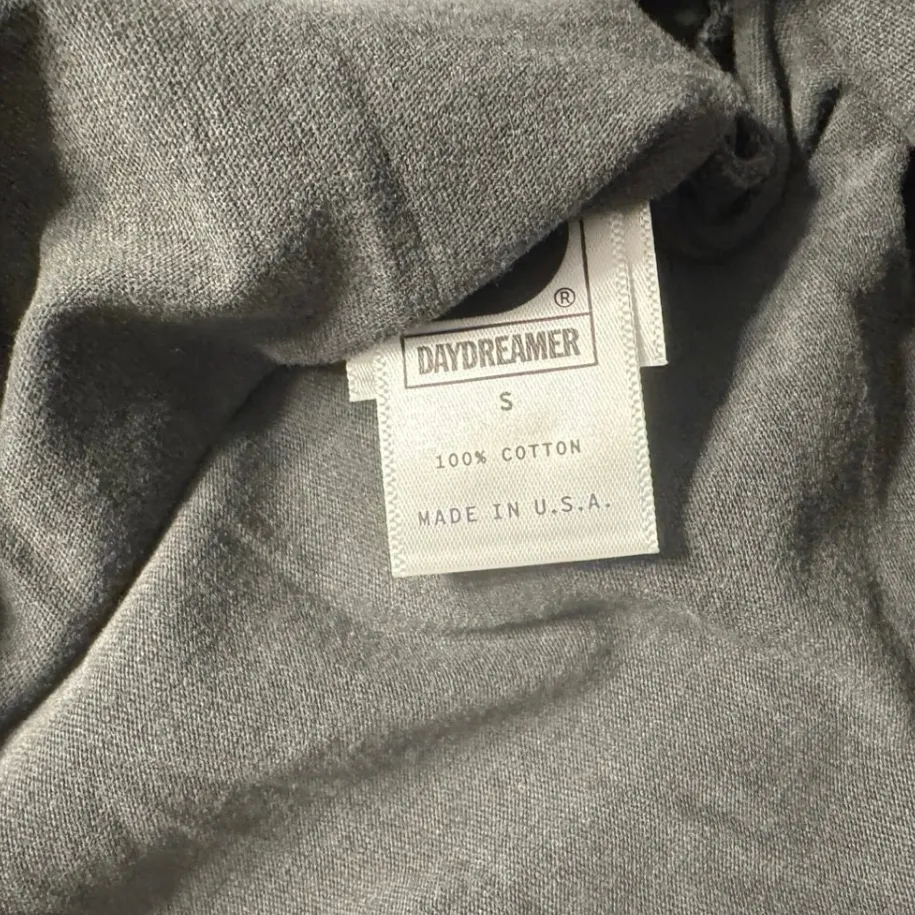 ®
DAYDREAMER
S
100% COTTON
MADE IN U.S.A.